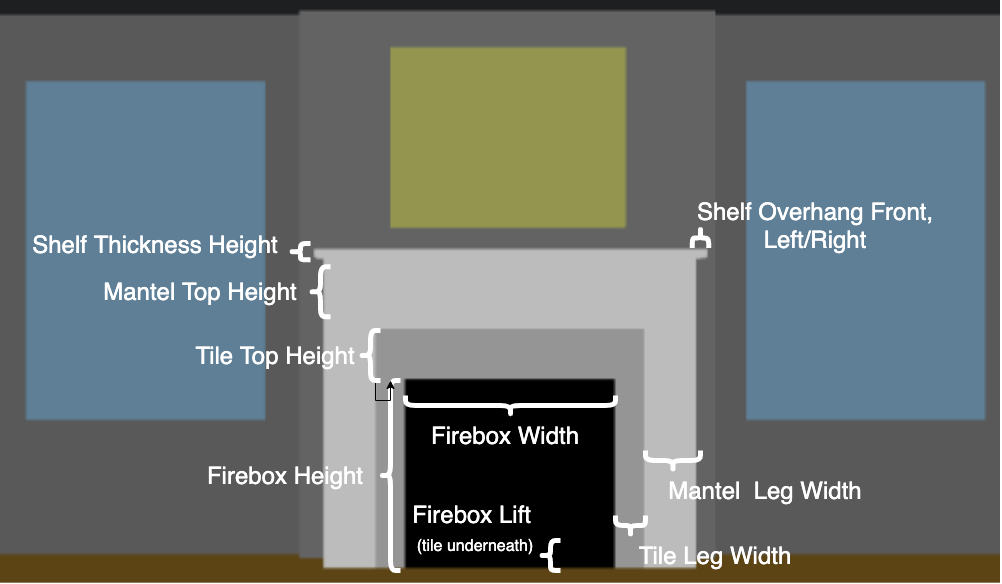 Shelf Overhang Front,
Left/Right
Shelf Thickness Height
Mantel Top Height
Tile Top Height
Firebox Width
Firebox Height
Mantel  Leg Width
Firebox Lift
(tile underneath)
Tile Leg Width